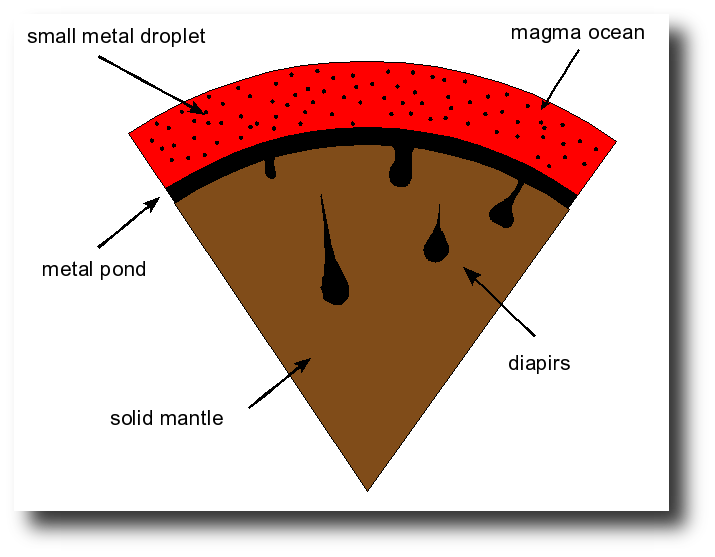 small metal droplet
magma ocean
metal pond
diapirs
solid mantle